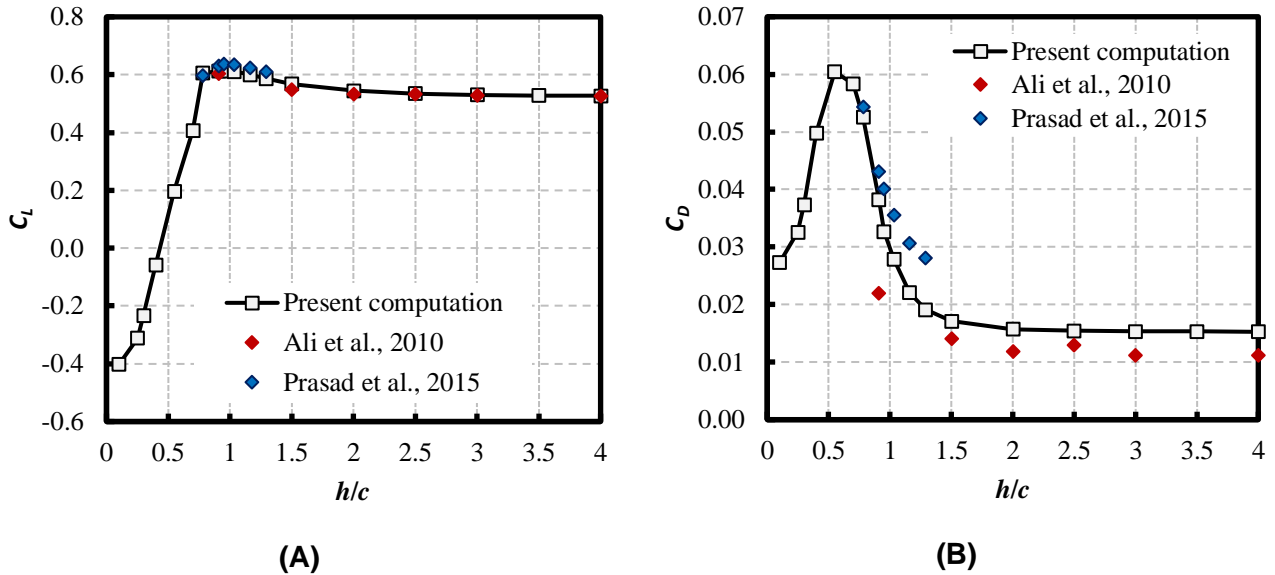 0.8
0.6
0.4
0.2
0.0
-0.2
-0.4
-0.6
C_L
Present computation
Ali et al., 2010
Prasad et al., 2015
0 0.5 1 1.5 2 2.5 3 3.5 4
h/c
(A)
0.07
0.06
0.05
0.04
0.03
0.02
0.01
0.00
C_D
Present computation
Ali et al., 2010
Prasad et al., 2015
0 0.5 1 1.5 2 2.5 3 3.5 4
h/c
(B)